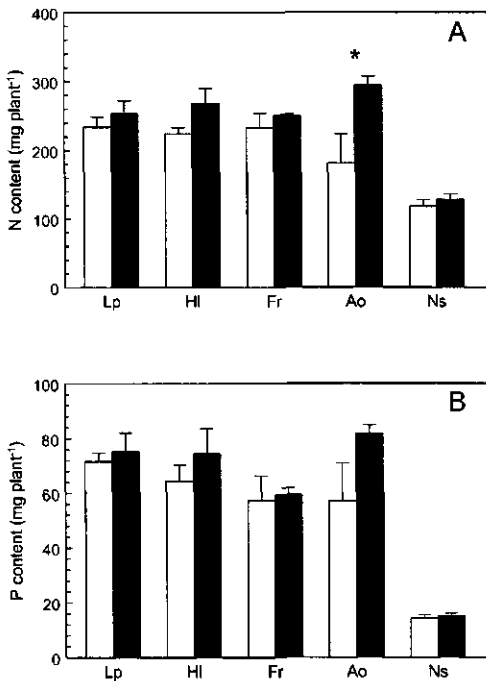 A
*
N content (mg plant⁻¹)
400
300
200
100
0
Lp Hl Fr Ao Ns
B
P content (mg plant⁻¹)
100
80
60
40
20
0
Lp Hl Fr Ao Ns